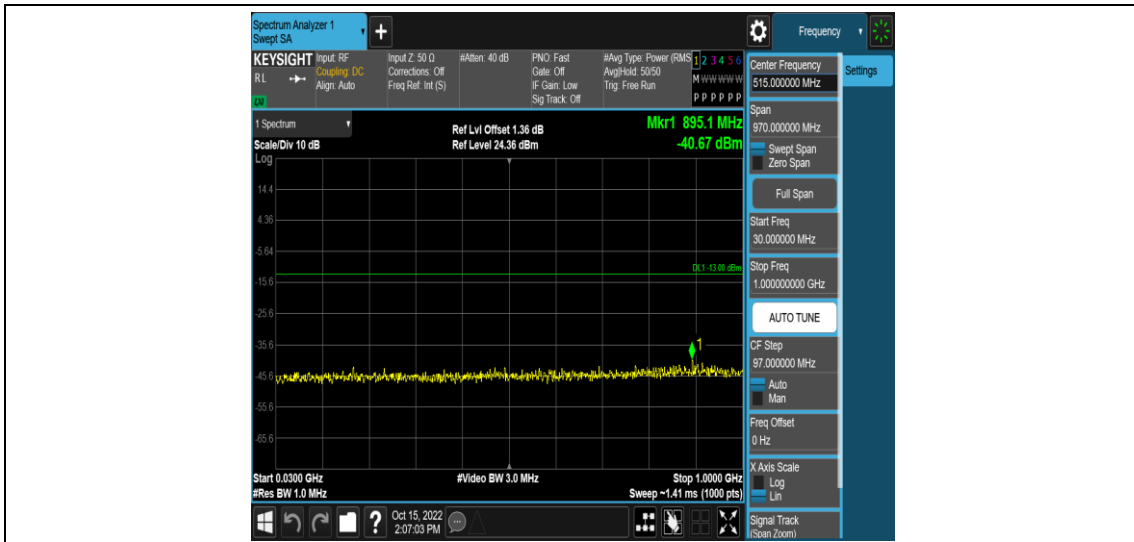 Spectrum Analyzer 1
Swept SA
+
Frequency
KEYSIGHT
RL
LXI
Input: RF
Coupling: DC
Align: Auto
Input Z: 50 Ω
Corrections: Off
Freq Ref: Int (S)
#Atten: 40 dB
PNO: Fast
Gate: Off
IF Gain: Low
Sig Track: Off
#Avg Type: Power (RMS
Avg|Hold: 50/50
Trig: Free Run
1 2 3 4 5 6
M W W W W W
P P P P P P
1 Spectrum
Scale/Div 10 dB
Ref Lvl Offset 1.36 dB
Ref Level 24.36 dBm
Mkr1 895.1 MHz
-40.67 dBm
Log
14.4
4.36
-5.64
DL1 -13.00 dBm
-15.6
-25.6
-35.6
1
-45.6
-55.6
-65.6
Start 0.0300 GHz
#Res BW 1.0 MHz
#Video BW 3.0 MHz
Stop 1.0000 GHz
Sweep ~1.41 ms (1000 pts)
?
Oct 15, 2022
2:07:03 PM
Center Frequency
515.000000 MHz
Settings
Span
970.000000 MHz
Swept Span
Zero Span
Full Span
Start Freq
30.000000 MHz
Stop Freq
1.000000000 GHz
AUTO TUNE
CF Step
97.000000 MHz
Auto
Man
Freq Offset
0 Hz
X Axis Scale
Log
Lin
Signal Track
(Span Zoom)